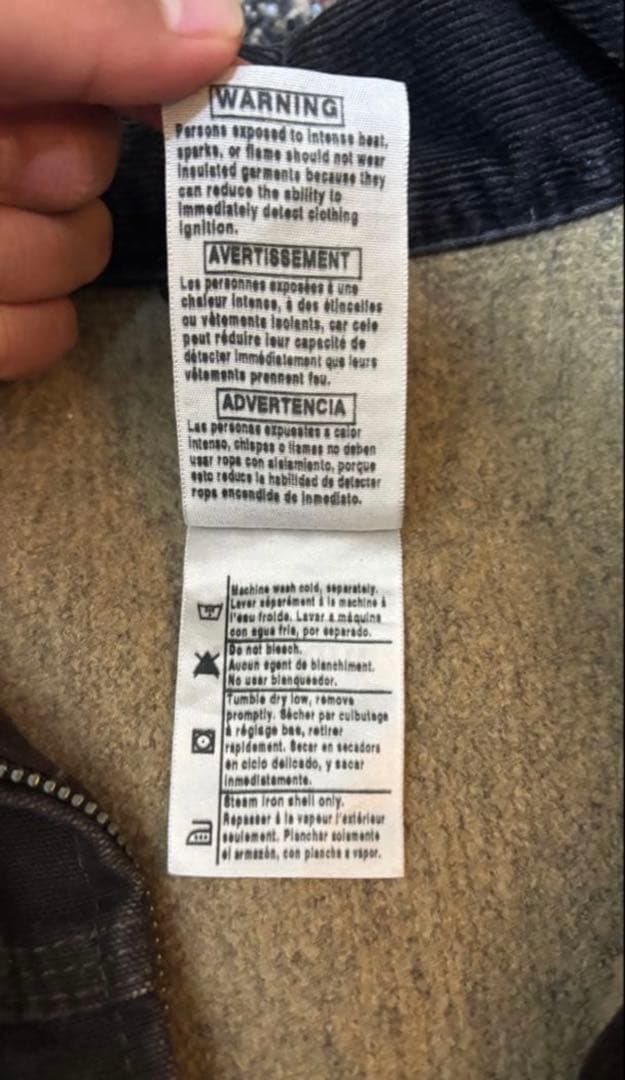 WARNING
Persons exposed to intense heat,
sparks, or flame should not wear
insulated garments because they
can reduce the ability to
immediately detect clothing
ignition.
AVERTISSEMENT
Les personnes exposées à une
chaleur intense, à des étincelles
ou vêtements isolants, car cele
peut réduire leur capacité de
détecter immédiatement que leurs
vêtements prennent feu.
ADVERTENCIA
Las personas expuestas a calor
intenso, chispas o llamas no deben
usar ropa con aislamiento, porque
esto reduce la habilidad de detectar
ropa encendida de inmediato.
Machine wash cold, separately.
Laver séparément à la machine à
l'eau froide. Lavar a máquina
con agua fria, por separado.
Do not bleach.
Aucun agent de blanchiment.
No usar blanqueador.
Tumble dry low, remove
promptly. Sécher par culbutage
à réglage bas, retirer
rapidement. Secar en secadora
en ciclo delicado, y sacar
inmediatamente.
Steam iron shell only.
Repasser à la vapeur l'extérieur
seulement. Planchar solamente
el armazón, con plancha a vapor.